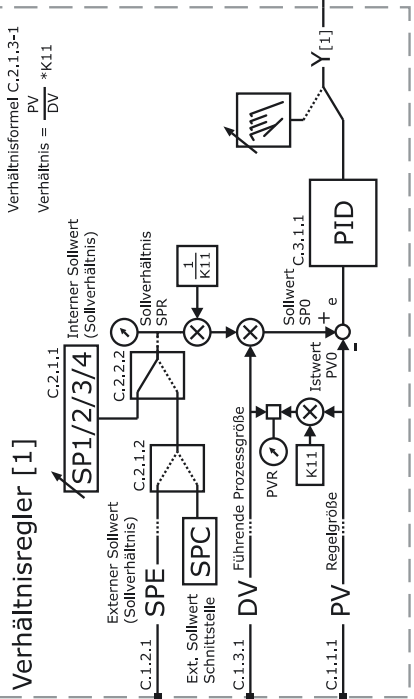 Verhältnisregler [1]
Verhältnisformel C.2.1.3-1
Verhältnis = PV/DV *K11
C.2.1.1
SP1/2/3/4
Interner Sollwert
(Sollverhältnis)
C.2.2.2
C.2.1.2
Externer Sollwert
(Sollverhältnis)
C.1.2.1
SPE
SPC
Ext. Sollwert
Schnittstelle
Sollverhältnis
SPR
1/K11
Sollwert
SP0
+
e
-
C.3.1.1
PID
Y[1]
C.1.3.1
DV
Führende Prozessgröße
PVR
K11
Istwert
PV0
C.1.1.1
PV
Regelgröße